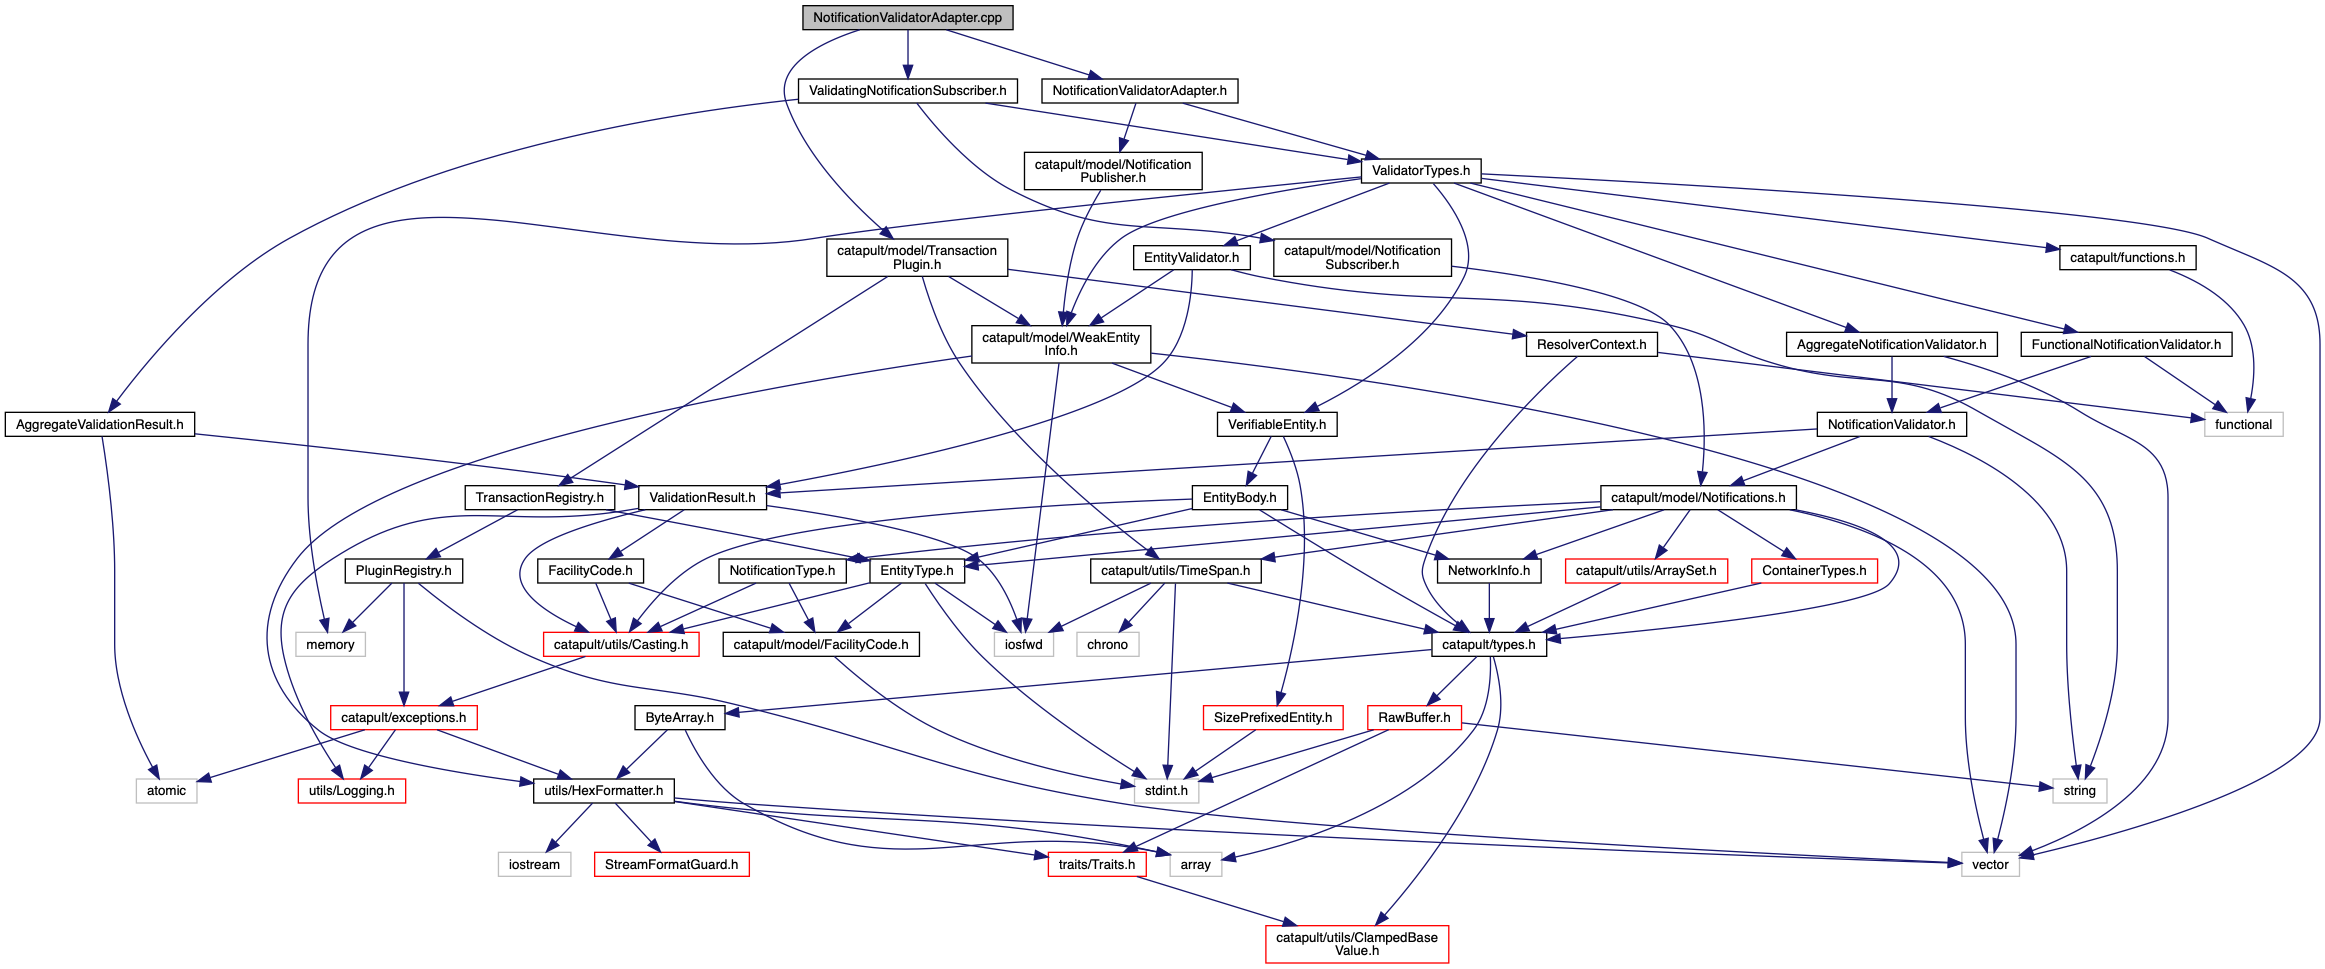 NotificationValidatorAdapter.cpp
ValidatingNotificationSubscriber.h
NotificationValidatorAdapter.h
catapult/model/Notification
Publisher.h
ValidatorTypes.h
catapult/model/Transaction
Plugin.h
EntityValidator.h
catapult/model/Notification
Subscriber.h
catapult/functions.h
catapult/model/WeakEntity
Info.h
ResolverContext.h
AggregateNotificationValidator.h
FunctionalNotificationValidator.h
AggregateValidationResult.h
VerifiableEntity.h
NotificationValidator.h
functional
TransactionRegistry.h
ValidationResult.h
EntityBody.h
catapult/model/Notifications.h
PluginRegistry.h
FacilityCode.h
NotificationType.h
EntityType.h
catapult/utils/TimeSpan.h
NetworkInfo.h
catapult/utils/ArraySet.h
ContainerTypes.h
memory
catapult/utils/Casting.h
catapult/model/FacilityCode.h
iosfwd
chrono
catapult/types.h
catapult/exceptions.h
ByteArray.h
SizePrefixedEntity.h
RawBuffer.h
atomic
utils/Logging.h
utils/HexFormatter.h
stdint.h
string
iostream
StreamFormatGuard.h
traits/Traits.h
array
vector
catapult/utils/ClampedBase
Value.h